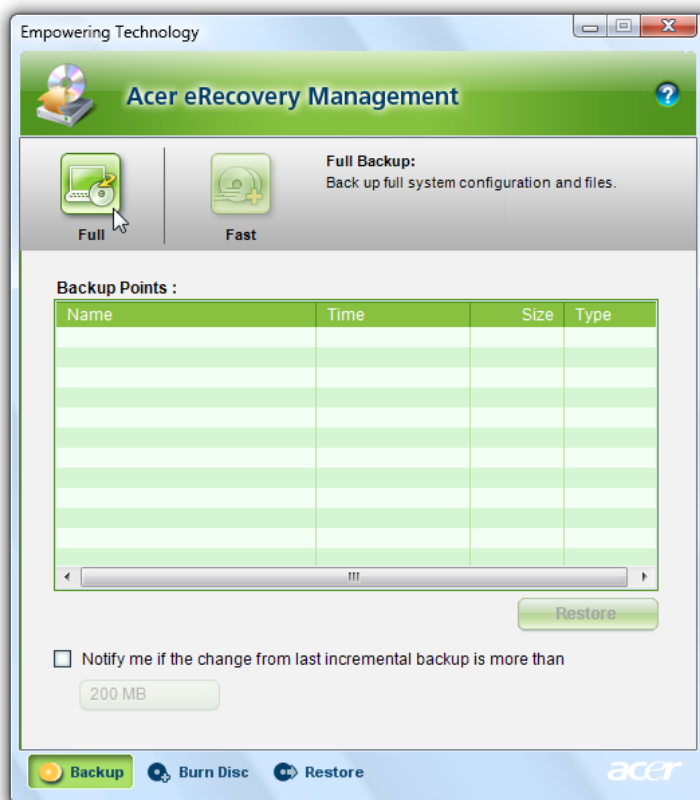 Empowering Technology
Acer eRecovery Management
?
Full Backup:
Back up full system configuration and files.
Full
Fast
Backup Points :
Name Time Size Type
Restore
Notify me if the change from last incremental backup is more than
200 MB
Backup Burn Disc Restore acer